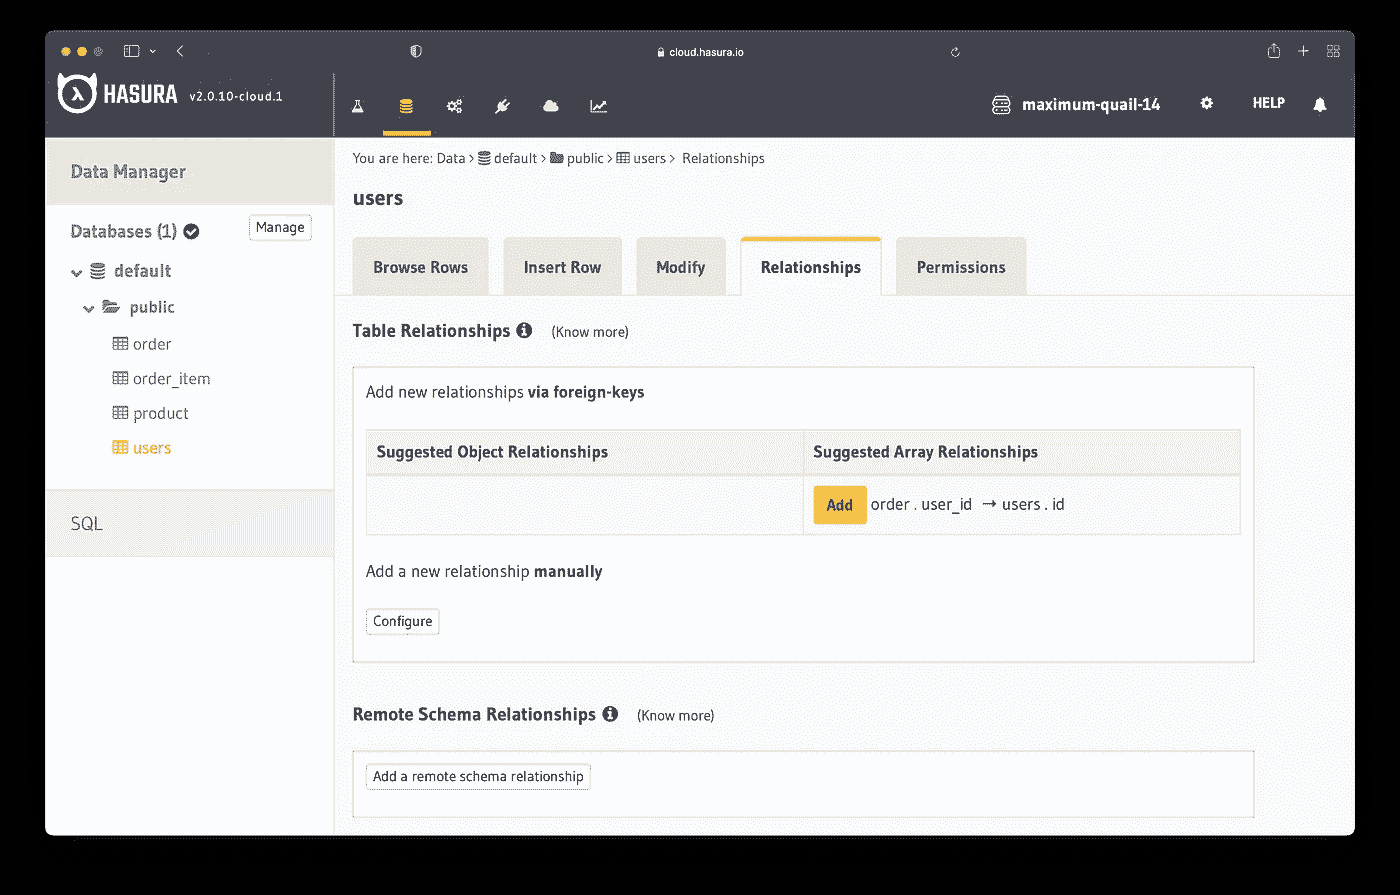 cloud.hasura.io
HASURA v2.0.10-cloud.1
maximum-quail-14 HELP
Data Manager
Databases (1) Manage
default
public
order
order_item
product
users
SQL
You are here: Data > default > public > users > Relationships
users
Browse Rows Insert Row Modify Relationships Permissions
Table Relationships (Know more)
Add new relationships via foreign-keys
Suggested Object Relationships Suggested Array Relationships
Add order . user_id → users . id
Add a new relationship manually
Configure
Remote Schema Relationships (Know more)
Add a remote schema relationship